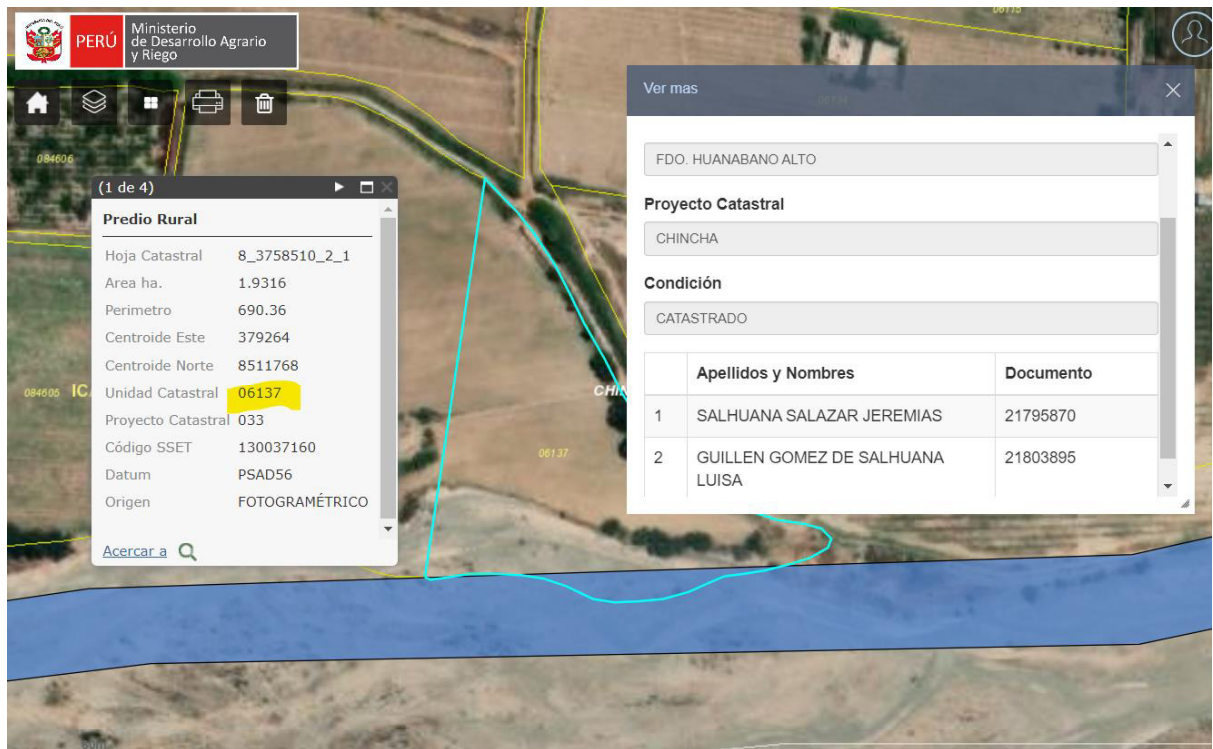 PERÚ
Ministerio
de Desarrollo Agrario
y Riego
06115
084606
(1 de 4)
Predio Rural
Hoja Catastral 8_3758510_2_1
Area ha. 1.9316
Perimetro 690.36
Centroide Este 379264
Centroide Norte 8511768
Unidad Catastral 06137
Proyecto Catastral 033
Código SSET 130037160
Datum PSAD56
Origen FOTOGRAMÉTRICO
Acercar a
084605 IC
CHIN
06137
Ver mas
FDO. HUANABANO ALTO
Proyecto Catastral
CHINCHA
Condición
CATASTRADO
Apellidos y Nombres Documento
1 SALHUANA SALAZAR JEREMIAS 21795870
2 GUILLEN GOMEZ DE SALHUANA 21803895
LUISA